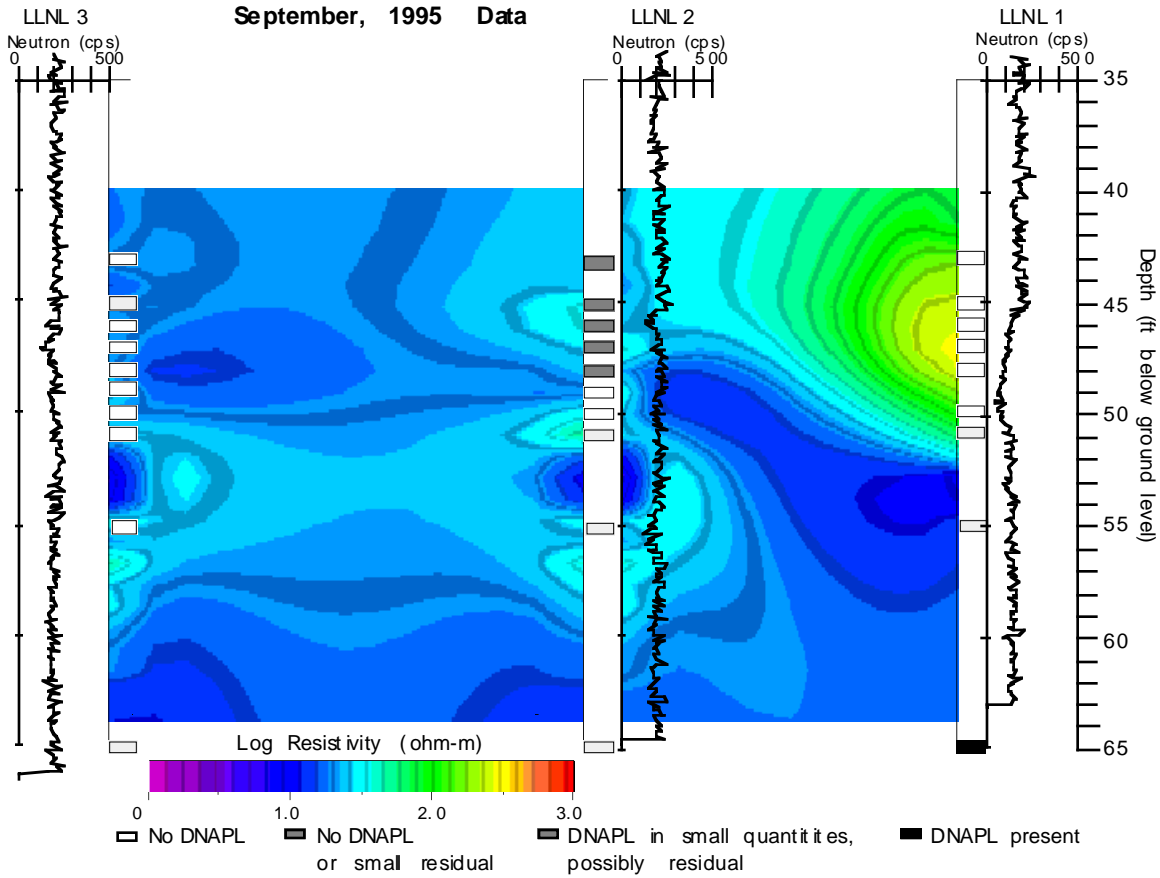 September, 1995 Data
LLNL 3
Neutron (cps)
0 500
LLNL 2
Neutron (cps)
0 500
LLNL 1
Neutron (cps)
0 500
35
40
45
50
55
60
65
Depth (ft below ground level)
Log Resistivity (ohm-m)
0 1.0 2.0 3.0
No DNAPL
No DNAPL
or small residual
DNAPL in small quantitites,
possibly residual
DNAPL present